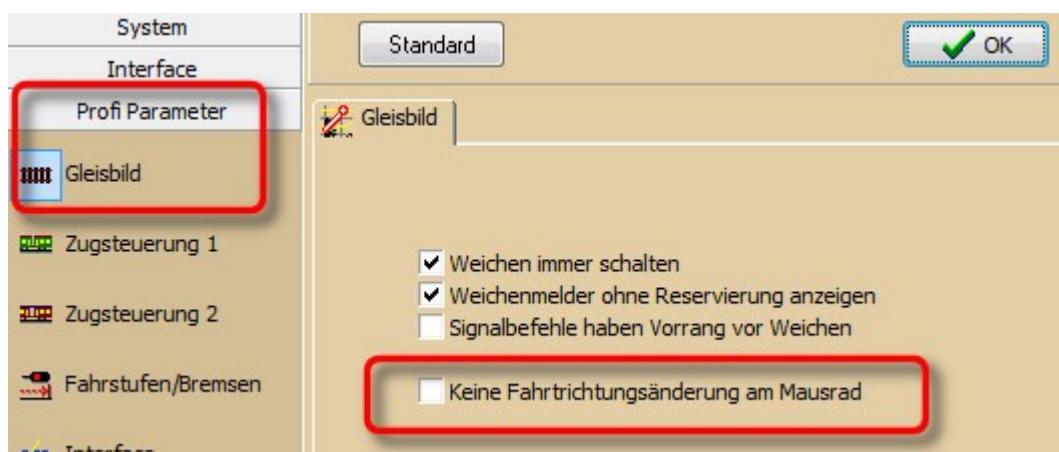 System
Interface
Profi Parameter
Gleisbild
Zugsteuerung 1
Zugsteuerung 2
Fahrstufen/Bremsen
Interface
Standard
OK
Gleisbild
Weichen immer schalten
Weichenmelder ohne Reservierung anzeigen
Signalbefehle haben Vorrang vor Weichen
Keine Fahrtrichtungsänderung am Mausrad